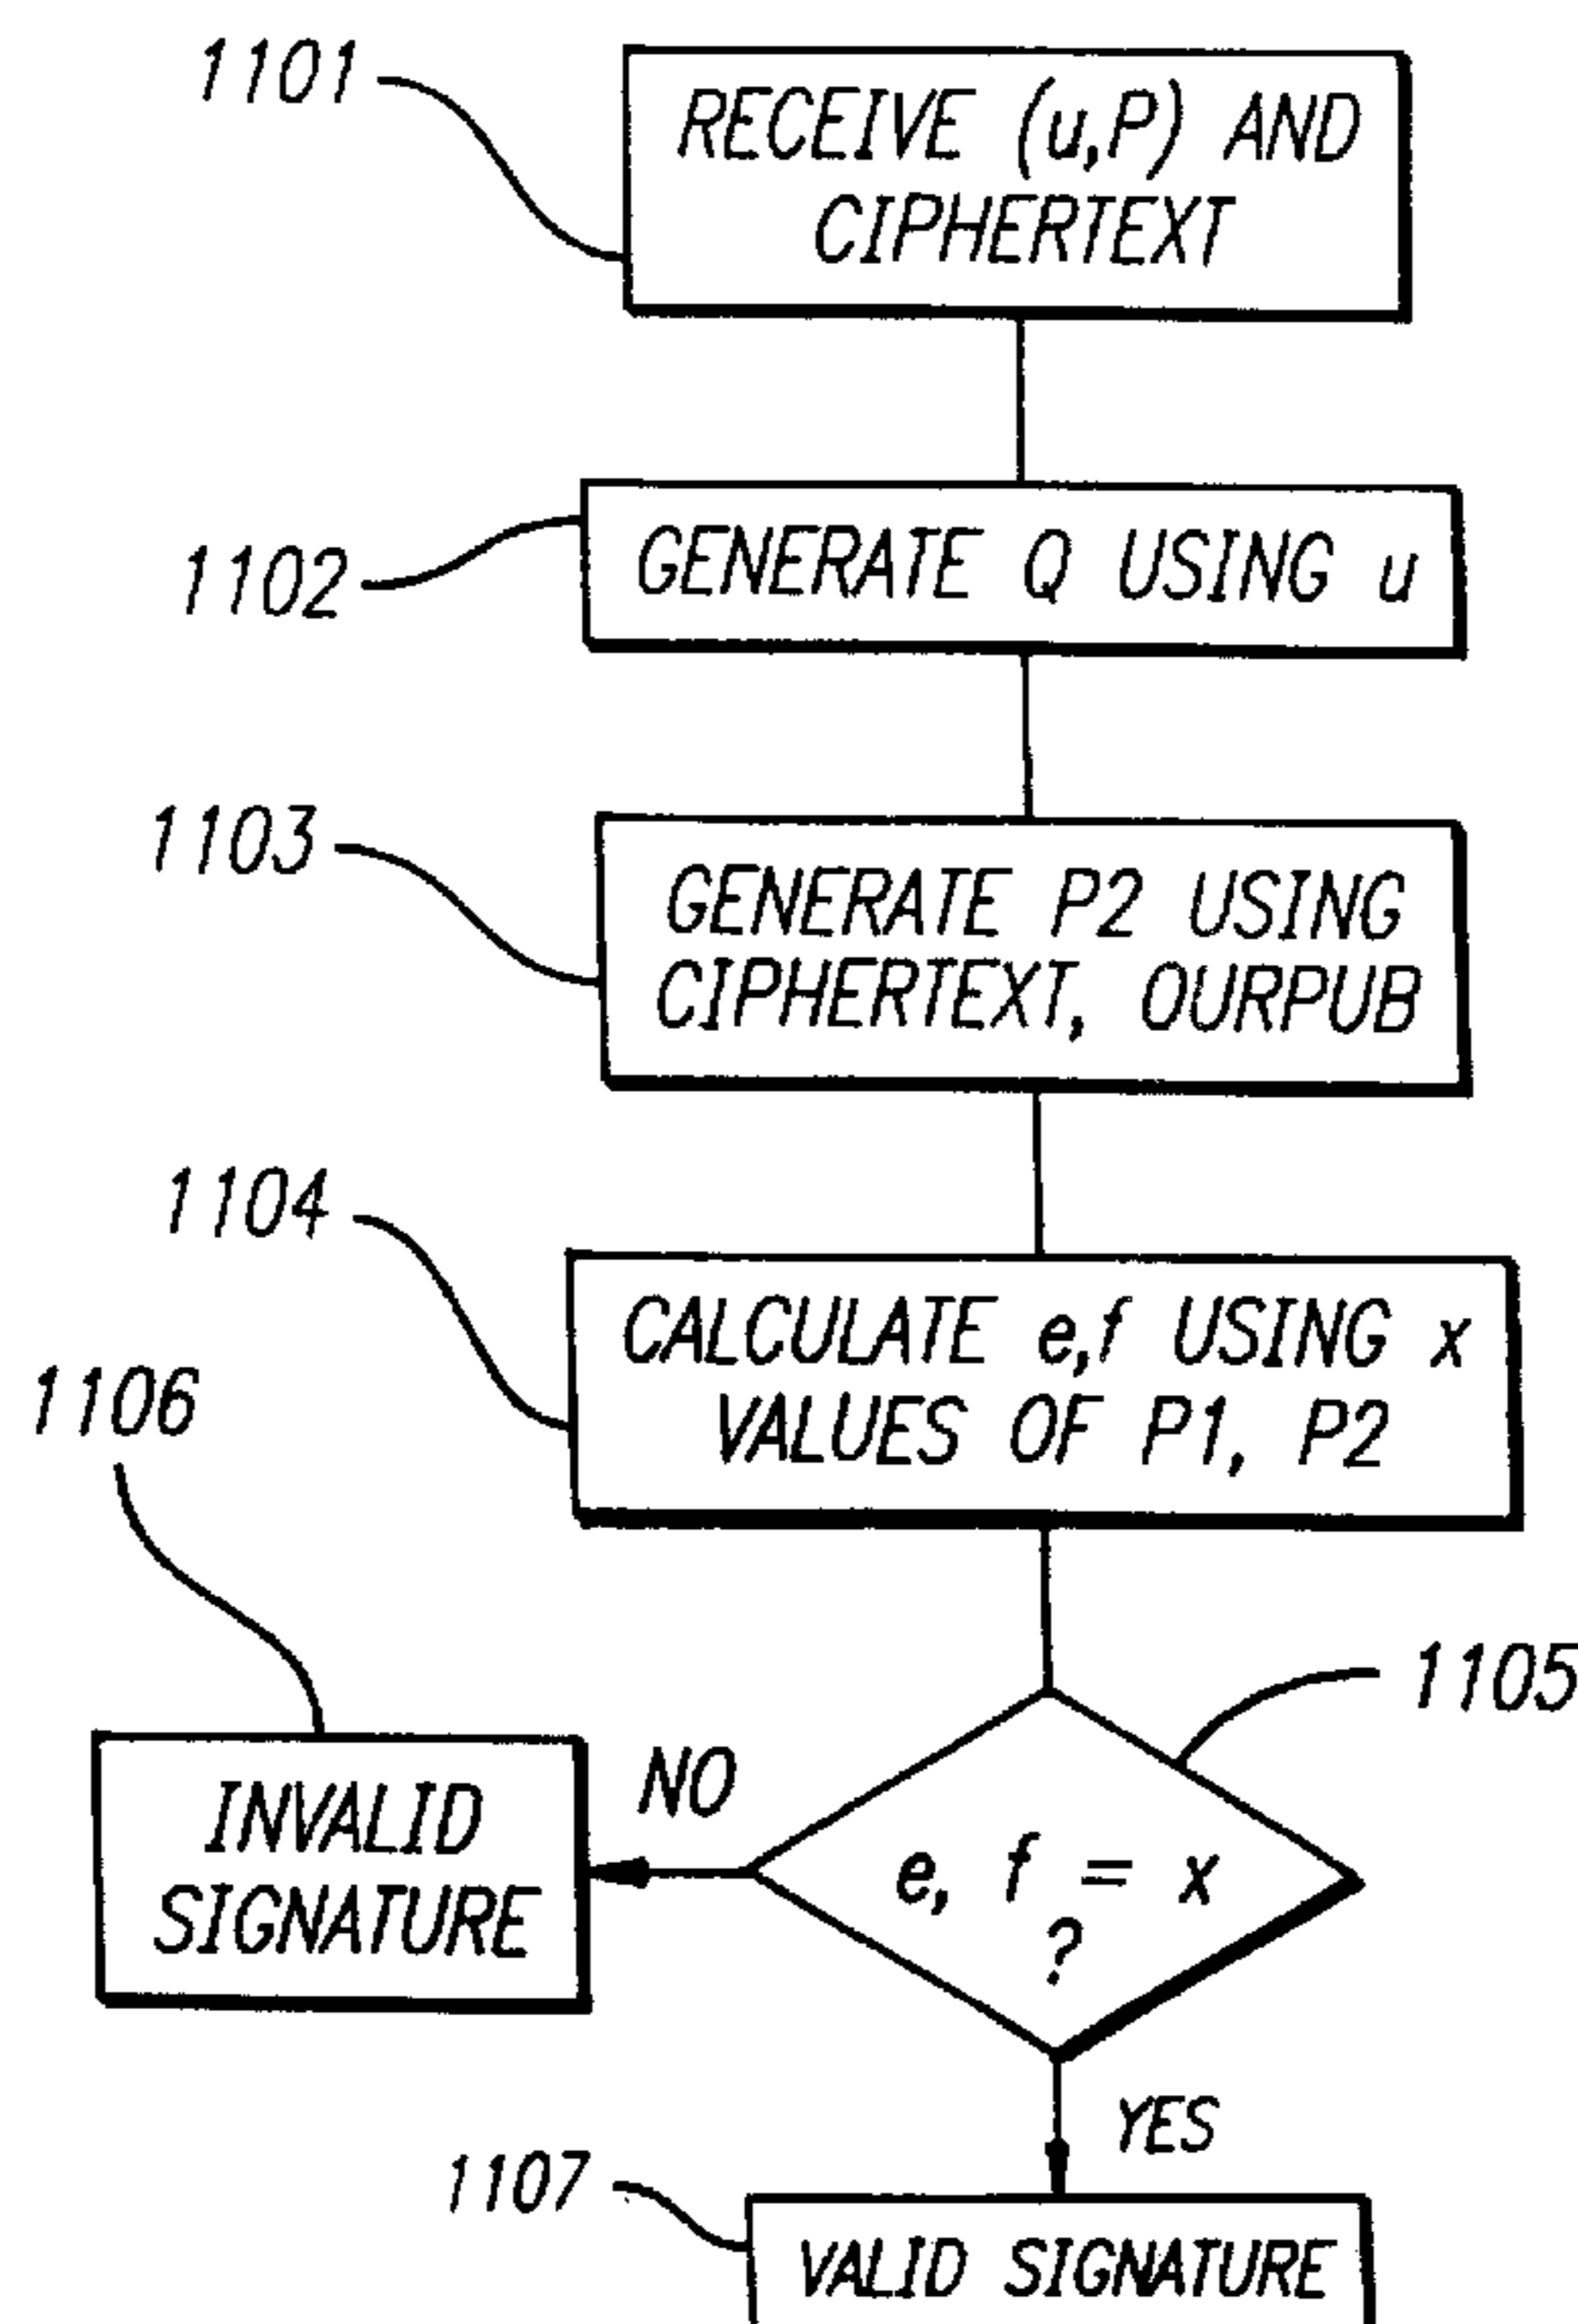 1101
RECEIVE (u,P) AND
CIPHERTEXT
1102
GENERATE Q USING u
1103
GENERATE P2 USING
CIPHERTEXT, OURPUB
1104
CALCULATE e,f USING x
VALUES OF P1, P2
1106
1105
INVALID
SIGNATURE
NO
e, f = x
?
YES
1107
VALID SIGNATURE